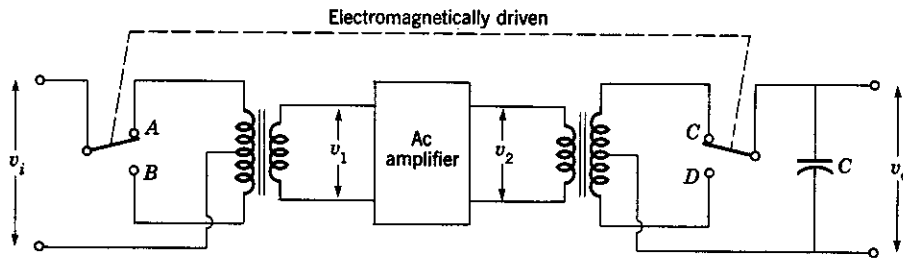 Electromagnetically driven
A
B
C
D
v_i
v_1
Ac
amplifier
v_2
C